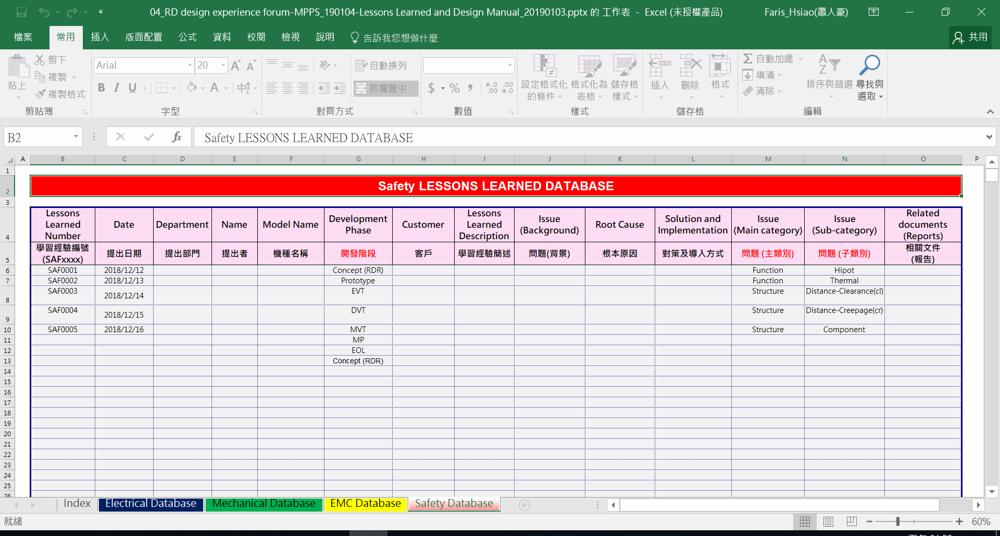 04_RD design experience forum-MPPS_190104-Lessons Learned and Design Manual_20190103.pptx 的 工作表 - Excel (未授權產品)
Faris_Hsiao(蕭人豪)
檔案 常用 插入 版面配置 公式 資料 校閱 檢視 說明 告訴我您想做什麼 共用
貼上 剪下 複製 複製格式 剪貼簿
Arial 20 A A B I U A 中 字型
自動換列 跨欄置中 對齊方式
$ % , 數值
設定格式化的條件 格式化為表格 儲存格樣式 樣式
插入 刪除 格式 儲存格
Σ 自動加總 填滿 清除 排序與篩選 尋找與選取 編輯
B2 fx Safety LESSONS LEARNED DATABASE
A B C D E F G H I J K L M N O P
1
2 Safety LESSONS LEARNED DATABASE
3
4 Lessons Learned Number Date Department Name Model Name Development Phase Customer Lessons Learned Description Issue (Background) Root Cause Solution and Implementation Issue (Main category) Issue (Sub-category) Related documents (Reports)
5 學習經驗編號 (SAFxxxx) 提出日期 提出部門 提出者 機種名稱 開發階段 客戶 學習經驗簡述 問題(背景) 根本原因 對策及導入方式 問題 (主類別) 問題 (子類別) 相關文件 (報告)
6 SAF0001 2018/12/12 Concept (RDR) Function Hipot
7 SAF0002 2018/12/13 Prototype Function Thermal
8 SAF0003 2018/12/14 EVT Structure Distance-Clearance(cl)
9 SAF0004 2018/12/15 DVT Structure Distance-Creepage(cr)
10 SAF0005 2018/12/16 MVT Structure Component
11 MP
12 EOL
13 Concept (RDR)
14
15
16
17
18
19
20
21
22
23
24
25
26
Index Electrical Database Mechanical Database EMC Database Safety Database
就緒 60%